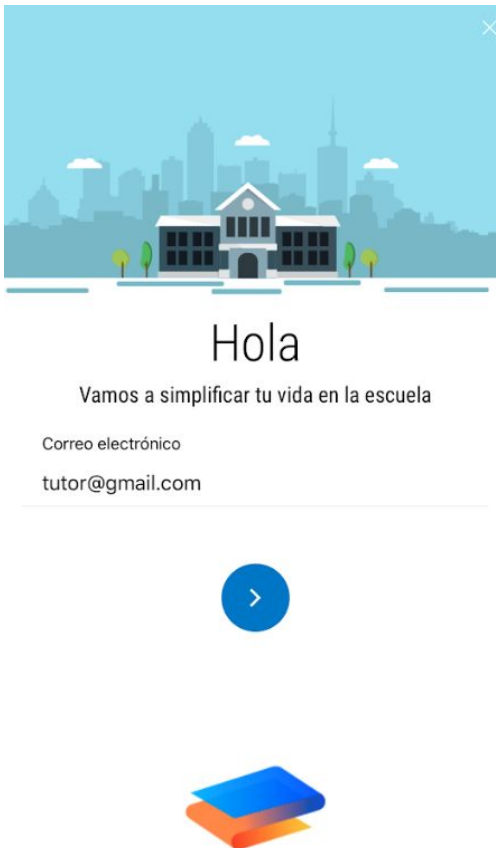 Hola
Vamos a simplificar tu vida en la escuela
Correo electrónico
tutor@gmail.com